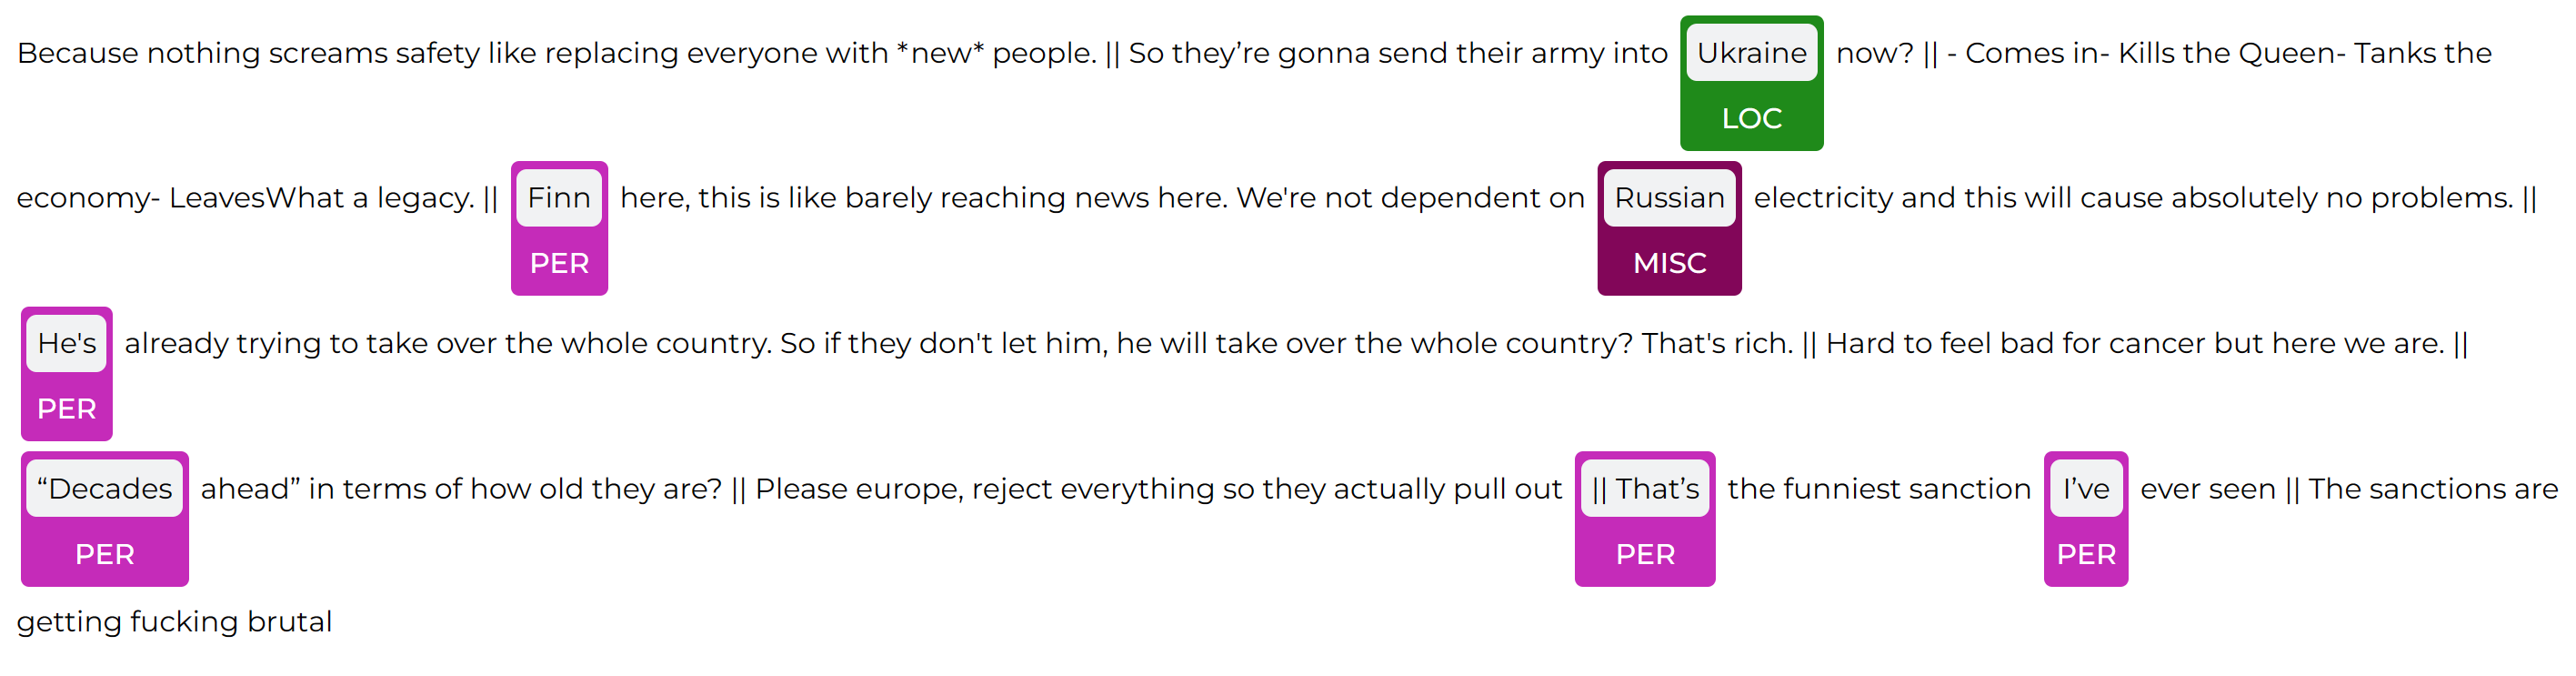 Because nothing screams safety like replacing everyone with *new* people. || So they’re gonna send their army into Ukraine now? || - Comes in- Kills the Queen- Tanks the
LOC
economy- LeavesWhat a legacy. || Finn here, this is like barely reaching news here. We're not dependent on Russian electricity and this will cause absolutely no problems. ||
PER MISC
He's already trying to take over the whole country. So if they don't let him, he will take over the whole country? That's rich. || Hard to feel bad for cancer but here we are. ||
PER
“Decades ahead” in terms of how old they are? || Please europe, reject everything so they actually pull out || That’s the funniest sanction I’ve ever seen || The sanctions are
PER PER PER
getting fucking brutal